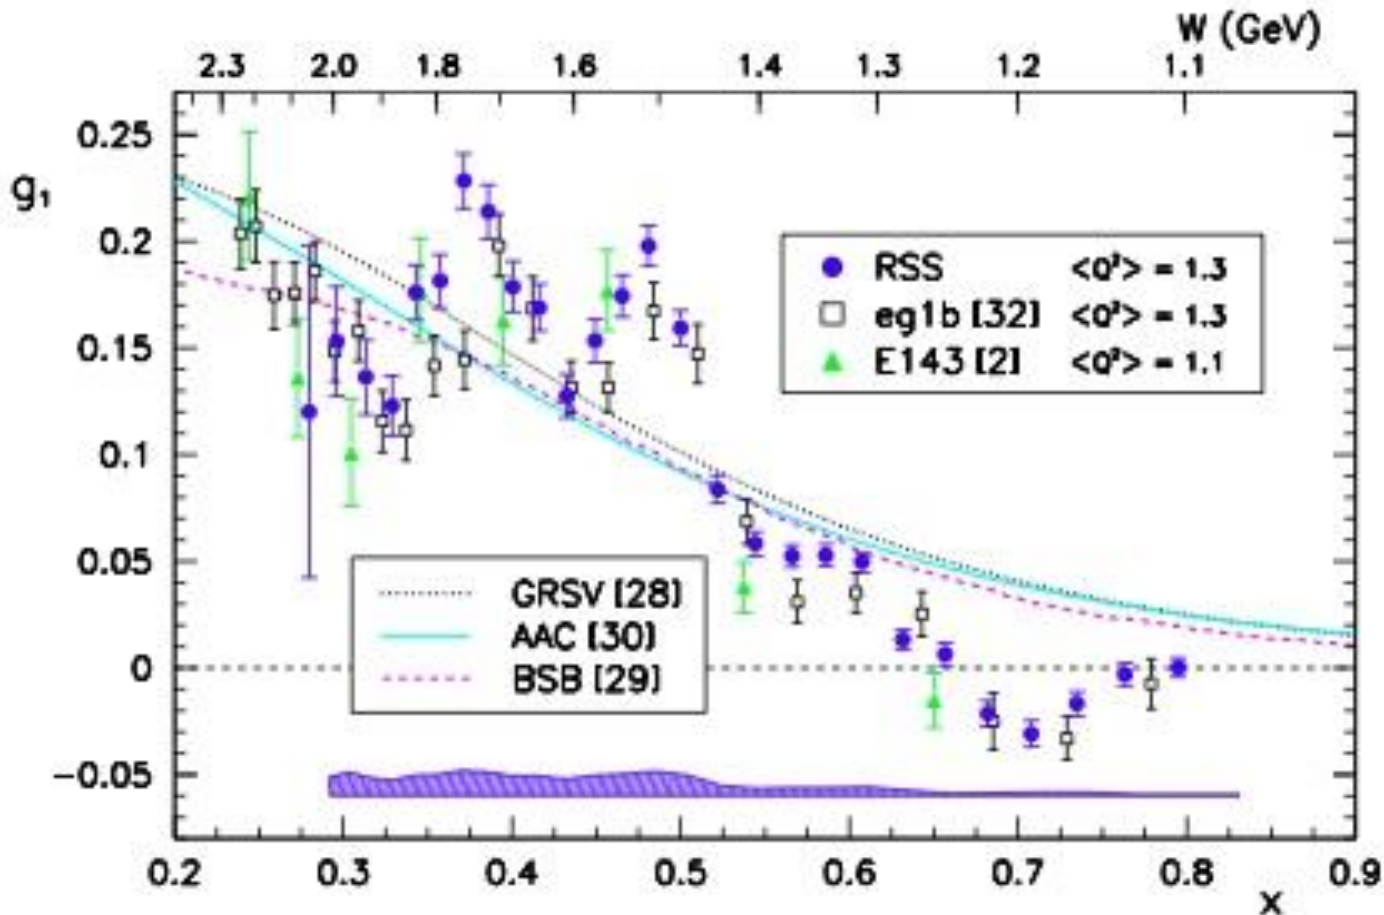 W (GeV)
2.3 2.0 1.8 1.6 1.4 1.3 1.2 1.1
g₁
0.25
0.2
0.15
0.1
0.05
0
−0.05
RSS <Q²> = 1.3
eg1b [32] <Q²> = 1.3
E143 [2] <Q²> = 1.1
GRSV [28]
AAC [30]
BSB [29]
0.2 0.3 0.4 0.5 0.6 0.7 0.8 0.9
x